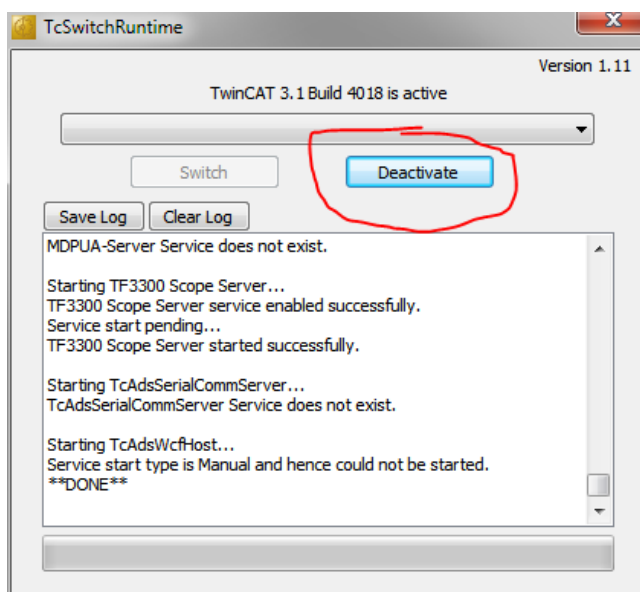 TcSwitchRuntime
Version 1.11
TwinCAT 3.1 Build 4018 is active
Switch
Deactivate
Save Log
Clear Log
MDPUA-Server Service does not exist.
Starting TF3300 Scope Server...
TF3300 Scope Server service enabled successfully.
Service start pending...
TF3300 Scope Server started successfully.
Starting TcAdsSerialCommServer...
TcAdsSerialCommServer Service does not exist.
Starting TcAdsWcfHost...
Service start type is Manual and hence could not be started.
**DONE**